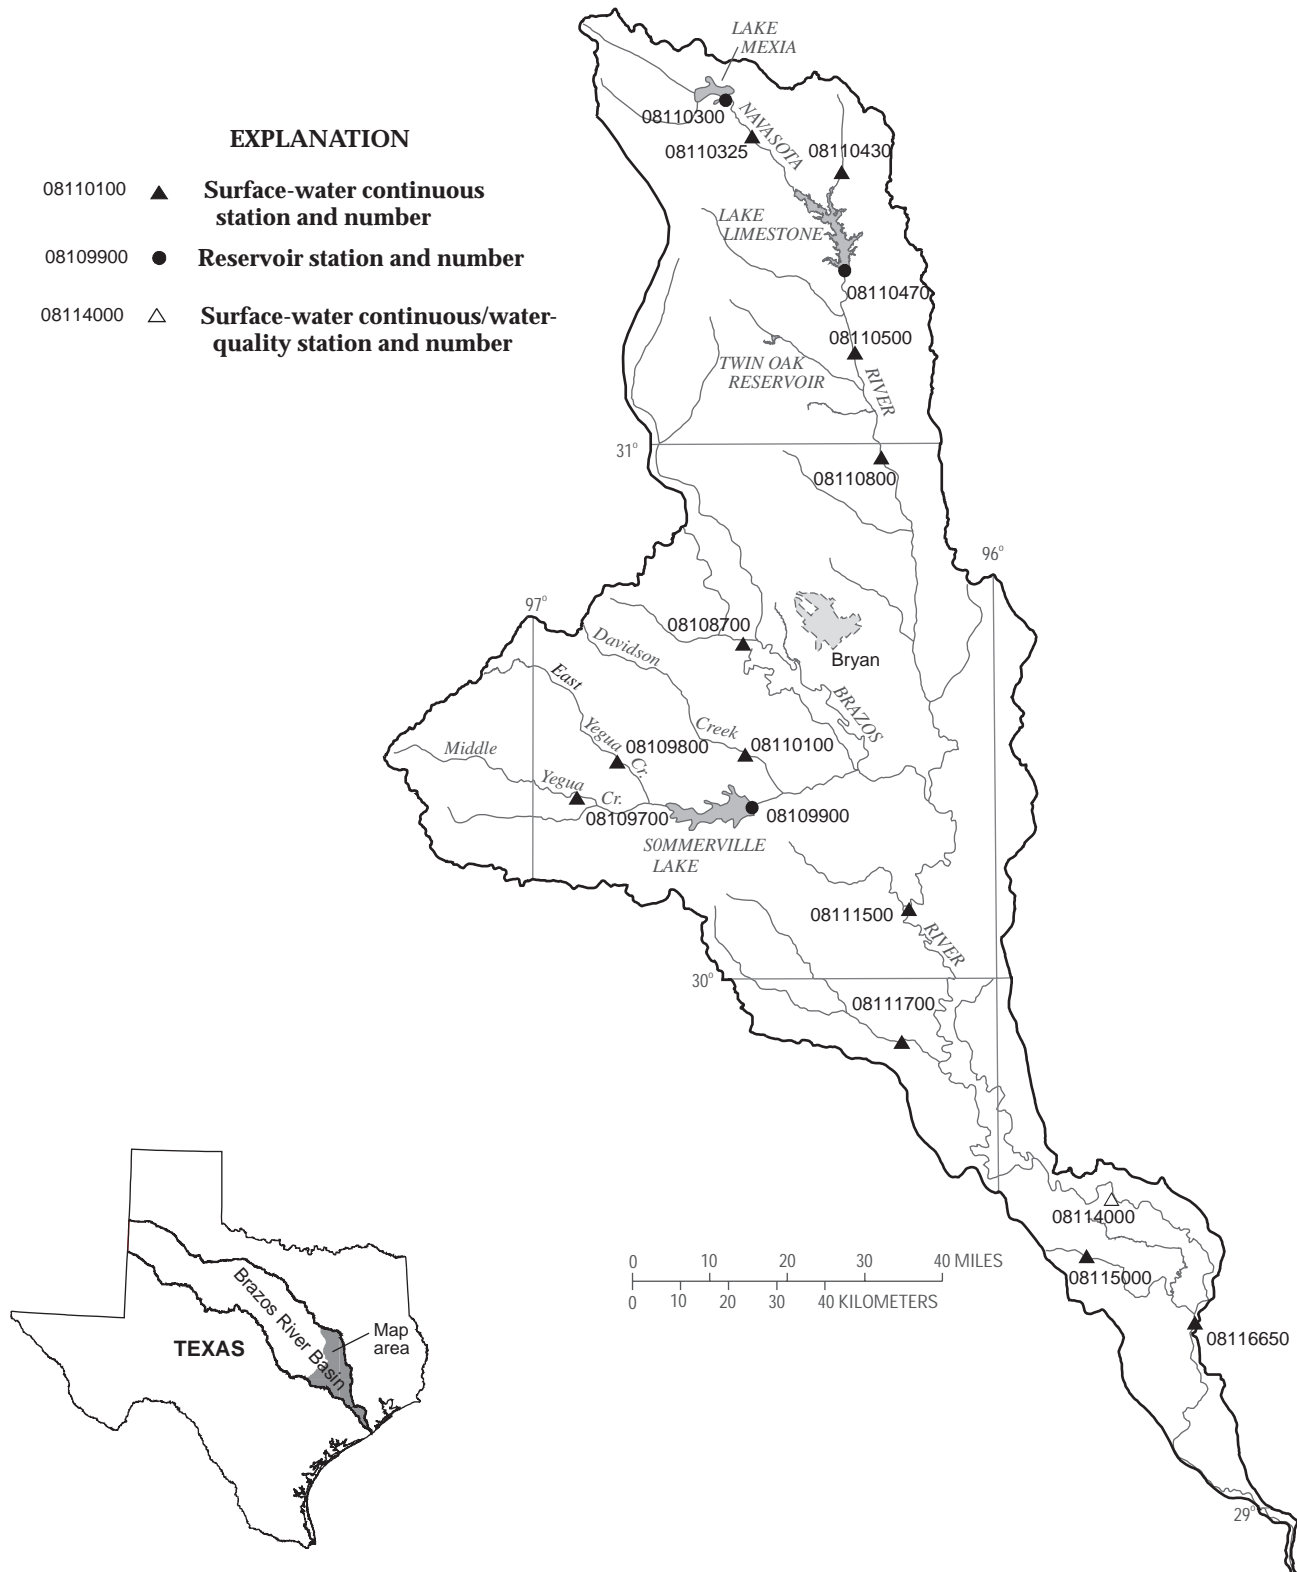 LAKE
MEXIA
EXPLANATION
08110100 Surface-water continuous
station and number
08109900 Reservoir station and number
08114000 Surface-water continuous/water-
quality station and number
08110300
NAVASOTA
08110325
08110430
LAKE
LIMESTONE
08110470
08110500
TWIN OAK
RESERVOIR
RIVER
31°
08110800
96°
97°
08108700
Davidson
Bryan
East
BRAZOS
Creek
Yegua
Cr.
08109800
08110100
Middle
Yegua
Cr.
08109700
08109900
SOMMERVILLE
LAKE
08111500
RIVER
30°
08111700
08114000
08115000
08116650
0 10 20 30 40 MILES
0 10 20 30 40 KILOMETERS
Brazos River Basin
TEXAS
Map
area
29°